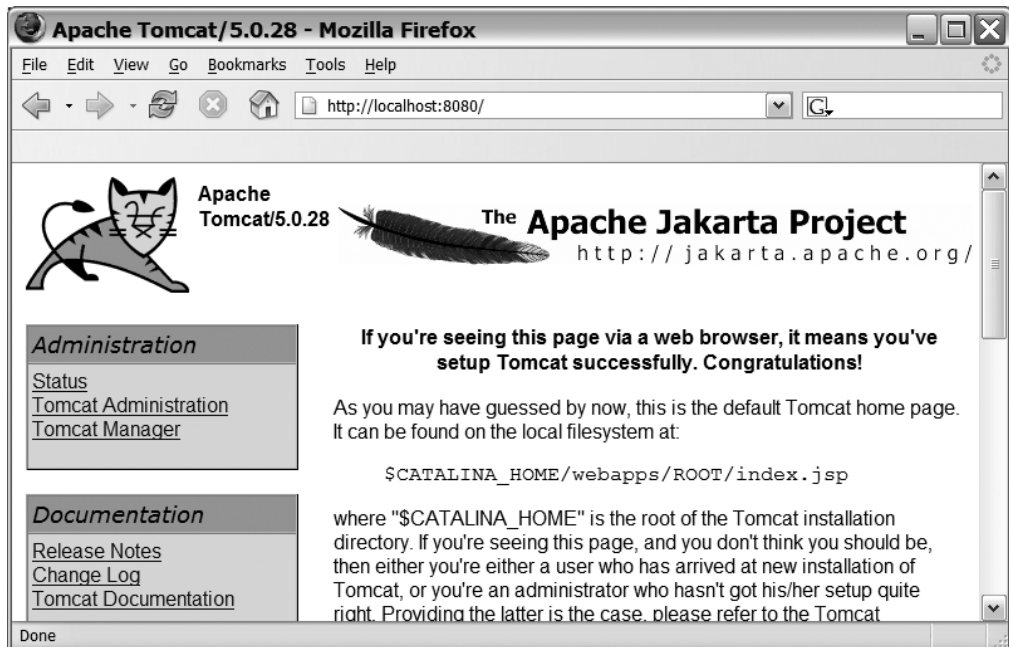 Apache Tomcat/5.0.28 - Mozilla Firefox
File Edit View Go Bookmarks Tools Help
http://localhost:8080/
G
Apache
Tomcat/5.0.28
The Apache Jakarta Project
http://jakarta.apache.org/
Administration
Status
Tomcat Administration
Tomcat Manager
Documentation
Release Notes
Change Log
Tomcat Documentation
If you're seeing this page via a web browser, it means you've
setup Tomcat successfully. Congratulations!
As you may have guessed by now, this is the default Tomcat home page.
It can be found on the local filesystem at:
$CATALINA_HOME/webapps/ROOT/index.jsp
where "$CATALINA_HOME" is the root of the Tomcat installation
directory. If you're seeing this page, and you don't think you should be,
then either you're either a user who has arrived at new installation of
Tomcat, or you're an administrator who hasn't got his/her setup quite
right. Providing the latter is the case, please refer to the Tomcat
Done